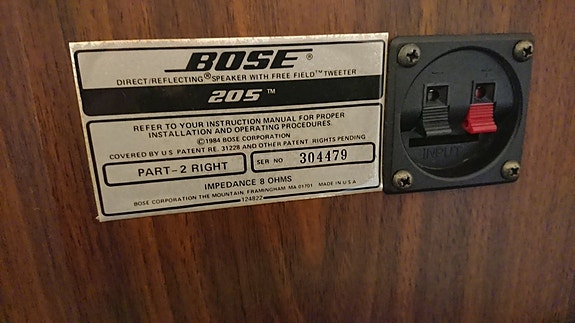 BOSE®
DIRECT/REFLECTING® SPEAKER WITH FREE FIELD™ TWEETER
205™
REFER TO YOUR INSTRUCTION MANUAL FOR PROPER
INSTALLATION AND OPERATING PROCEDURES.
©1984 BOSE CORPORATION
COVERED BY U.S. PATENT RE. 31228 AND OTHER PATENT RIGHTS PENDING
PART-2 RIGHT SER NO 304479
IMPEDANCE 8 OHMS
BOSE CORPORATION THE MOUNTAIN, FRAMINGHAM, MA 01701 MADE IN U.S.A.
124822
INPUT